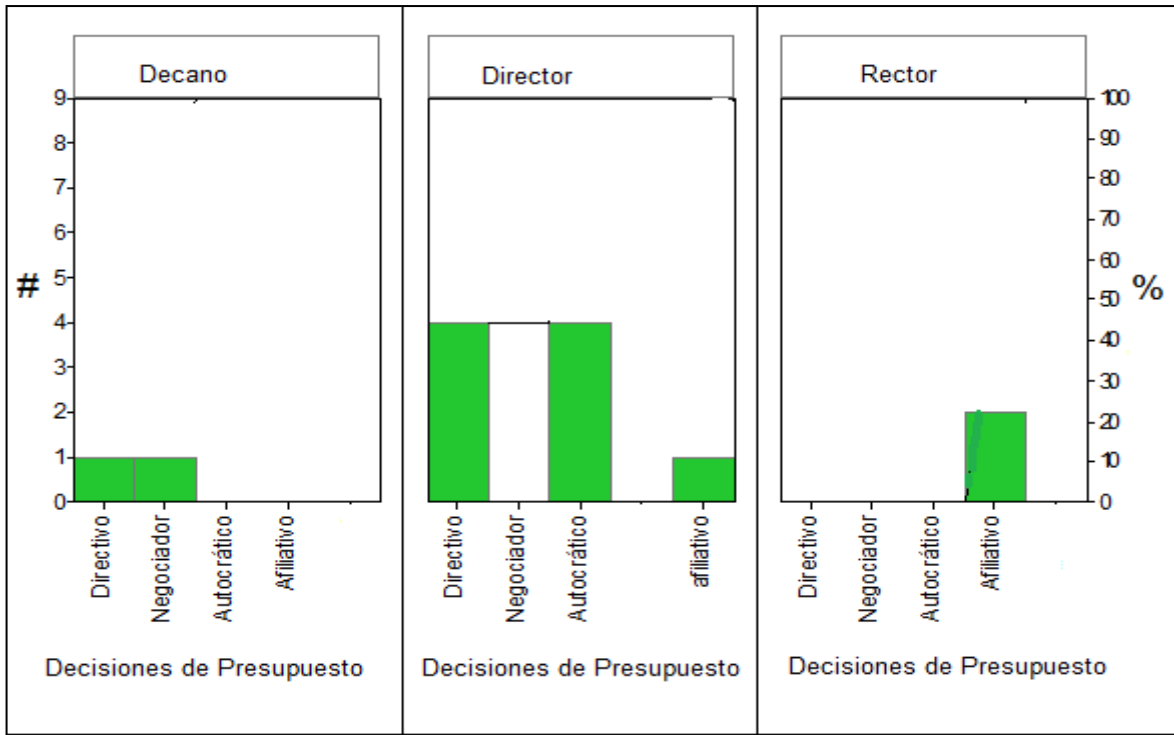 Decano
Director
Rector
#
9
8
7
6
5
4
3
2
1
0
100
90
80
70
60
50
40
30
20
10
0
%
Directivo
Negociador
Autocrático
Afiliativo
Directivo
Negociador
Autocrático
afiliativo
Directivo
Negociador
Autocrático
Afiliativo
Decisiones de Presupuesto
Decisiones de Presupuesto
Decisiones de Presupuesto